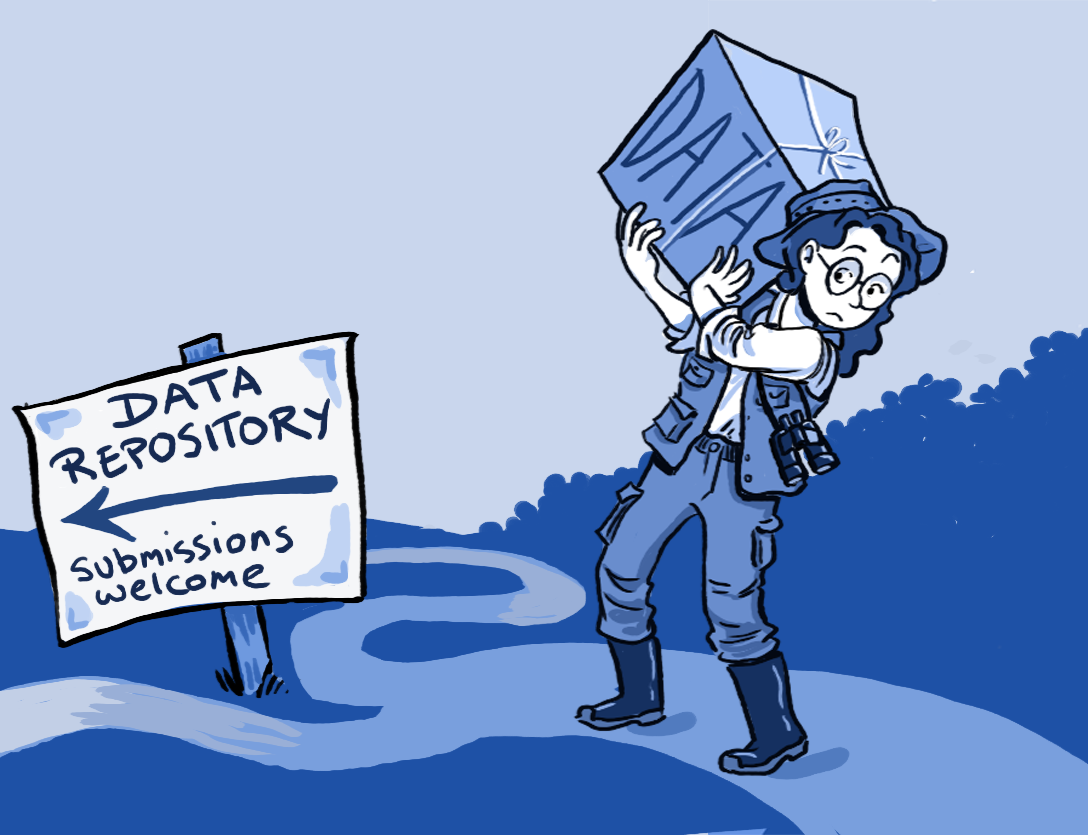 DATA
DATA
REPOSITORY
submissions
welcome